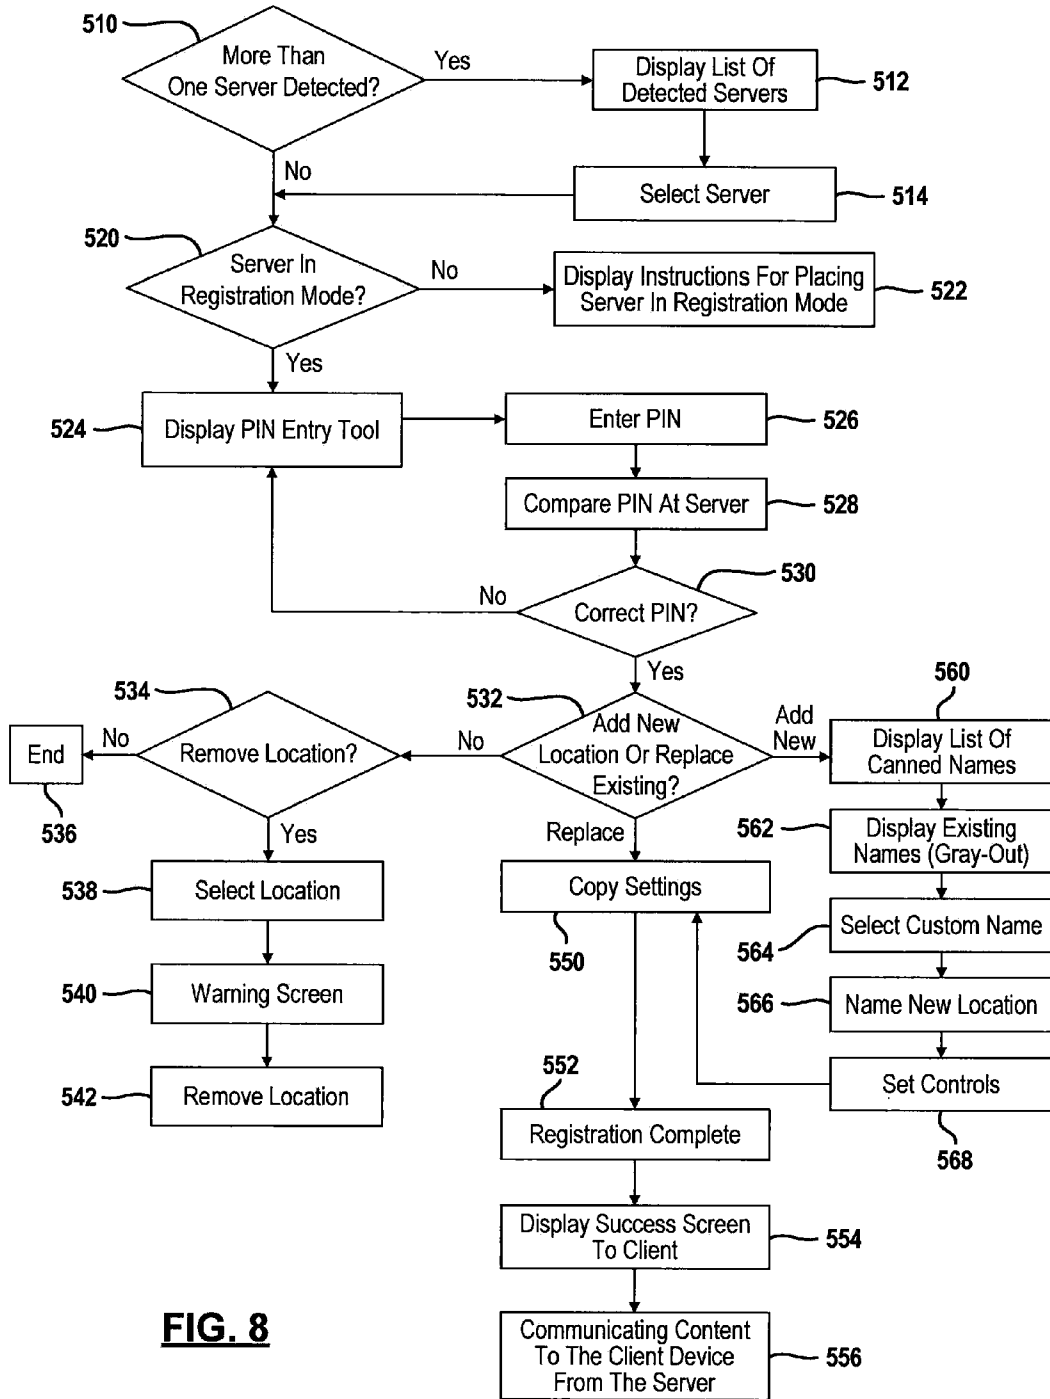 510
More Than
One Server Detected?
Yes
Display List Of
Detected Servers
512
No
Select Server
514
520
Server In
Registration Mode?
No
Display Instructions For Placing
Server In Registration Mode
522
Yes
524
Display PIN Entry Tool
Enter PIN
526
Compare PIN At Server
528
530
No
Correct PIN?
Yes
534
532
560
Add New
Location Or Replace
Existing?
Add
New
Display List Of
Canned Names
End
No
Remove Location?
No
536
Yes
Replace
562
Display Existing
Names (Gray-Out)
538
Select Location
Copy Settings
550
564
Select Custom Name
540
Warning Screen
566
Name New Location
542
Remove Location
552
Set Controls
568
Registration Complete
Display Success Screen
To Client
554
FIG. 8
Communicating Content
To The Client Device
From The Server
556